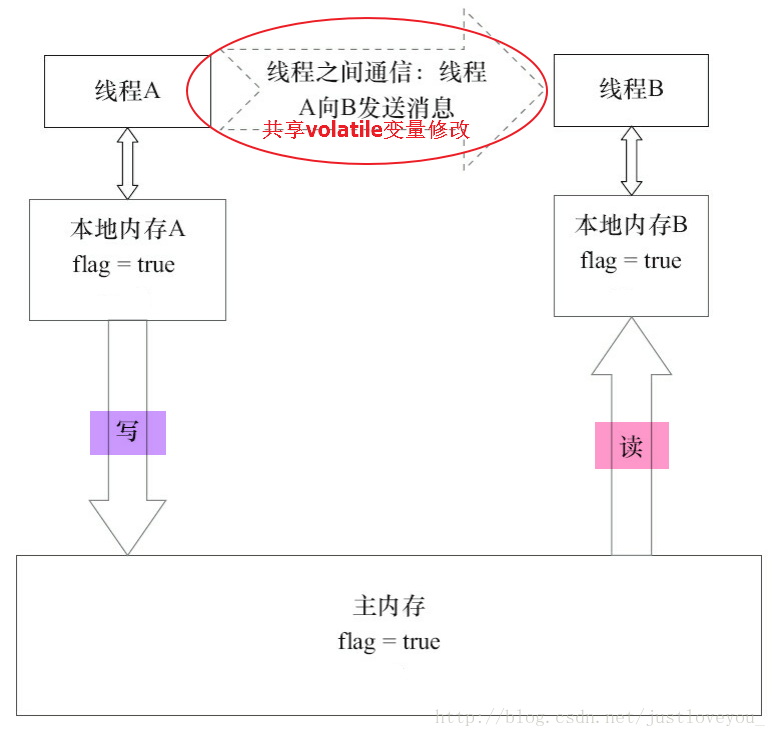 线程A
线程之间通信：线程
A向B发送消息
共享volatile变量修改
线程B
本地内存A
flag = true
本地内存B
flag = true
写
读
主内存
flag = true
http://blog.csdn.net/justloveyou_